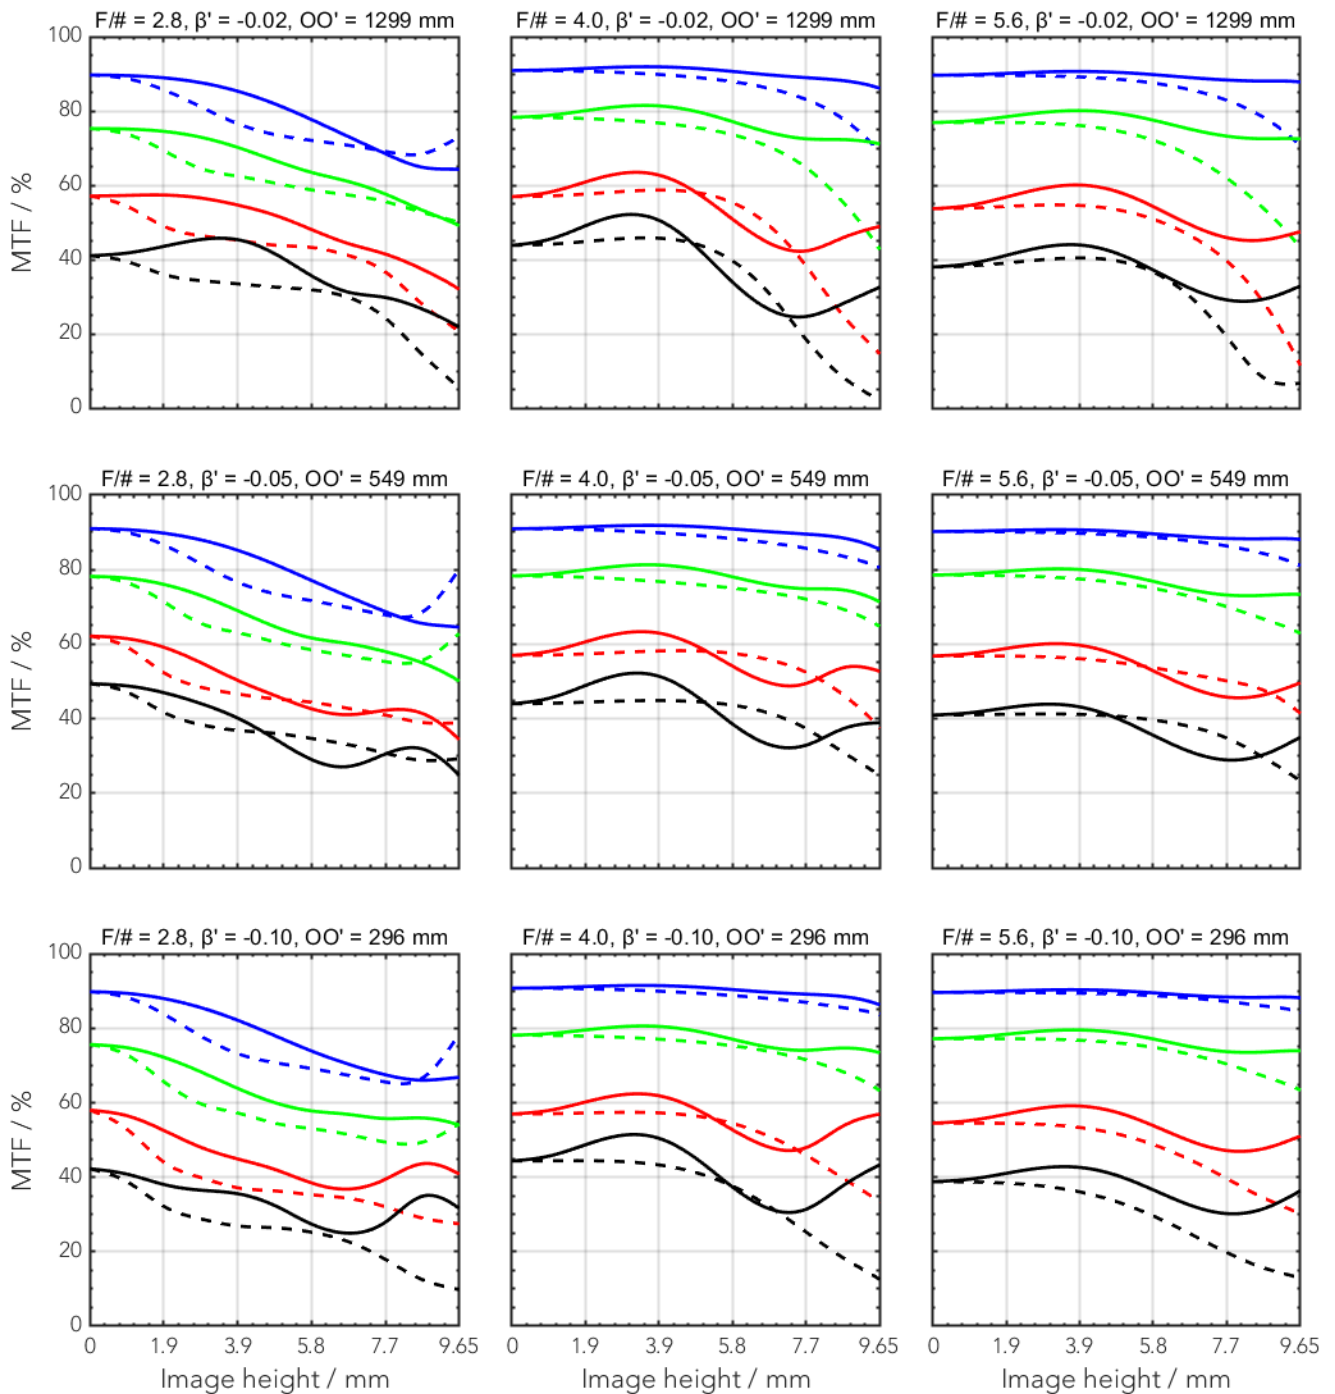 F/# = 2.8, β' = -0.02, OO' = 1299 mm
F/# = 4.0, β' = -0.02, OO' = 1299 mm
F/# = 5.6, β' = -0.02, OO' = 1299 mm
100
80
60
40
20
0
MTF / %
F/# = 2.8, β' = -0.05, OO' = 549 mm
F/# = 4.0, β' = -0.05, OO' = 549 mm
F/# = 5.6, β' = -0.05, OO' = 549 mm
100
80
60
40
20
0
MTF / %
F/# = 2.8, β' = -0.10, OO' = 296 mm
F/# = 4.0, β' = -0.10, OO' = 296 mm
F/# = 5.6, β' = -0.10, OO' = 296 mm
100
80
60
40
20
0
MTF / %
0 1.9 3.9 5.8 7.7 9.65
0 1.9 3.9 5.8 7.7 9.65
0 1.9 3.9 5.8 7.7 9.65
Image height / mm
Image height / mm
Image height / mm